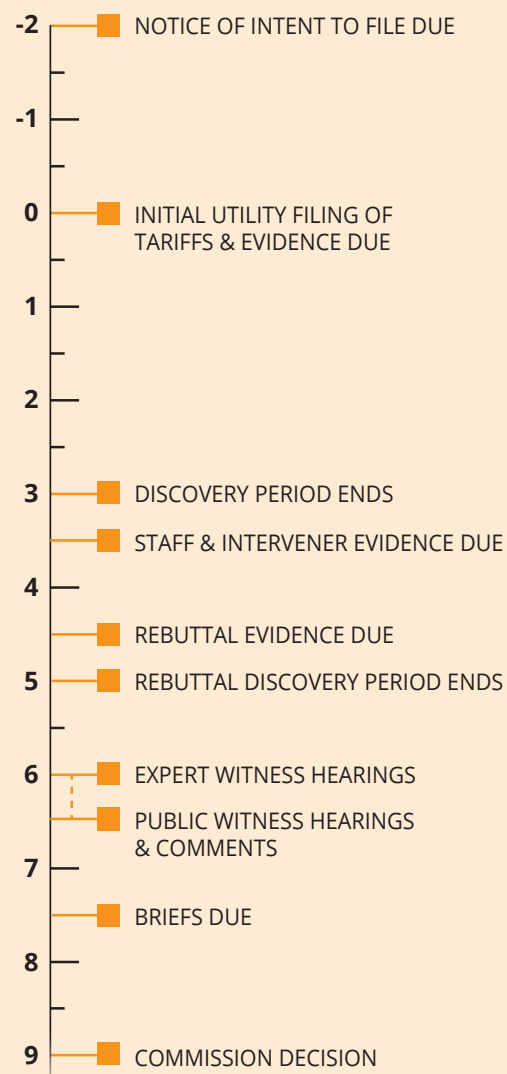 -2 NOTICE OF INTENT TO FILE DUE
-1
0 INITIAL UTILITY FILING OF
TARIFFS & EVIDENCE DUE
1
2
3 DISCOVERY PERIOD ENDS
STAFF & INTERVENER EVIDENCE DUE
4
REBUTTAL EVIDENCE DUE
5 REBUTTAL DISCOVERY PERIOD ENDS
6 EXPERT WITNESS HEARINGS
PUBLIC WITNESS HEARINGS
& COMMENTS
7
BRIEFS DUE
8
9 COMMISSION DECISION